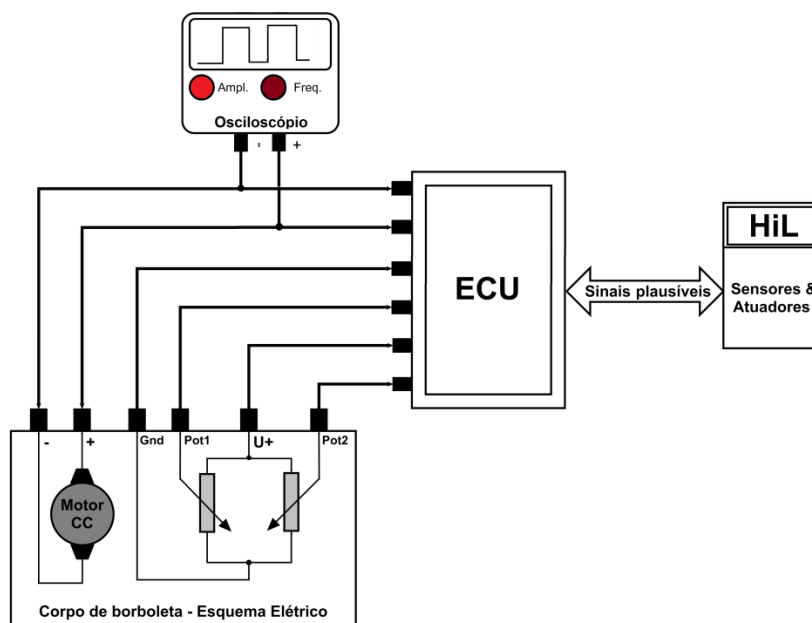 Ampl. Freq.
Osciloscópio
- +
HiL
ECU
Sinais plausíveis
Sensores &
Atuadores
- + Gnd Pot1 U+ Pot2
Motor
CC
Corpo de borboleta - Esquema Elétrico